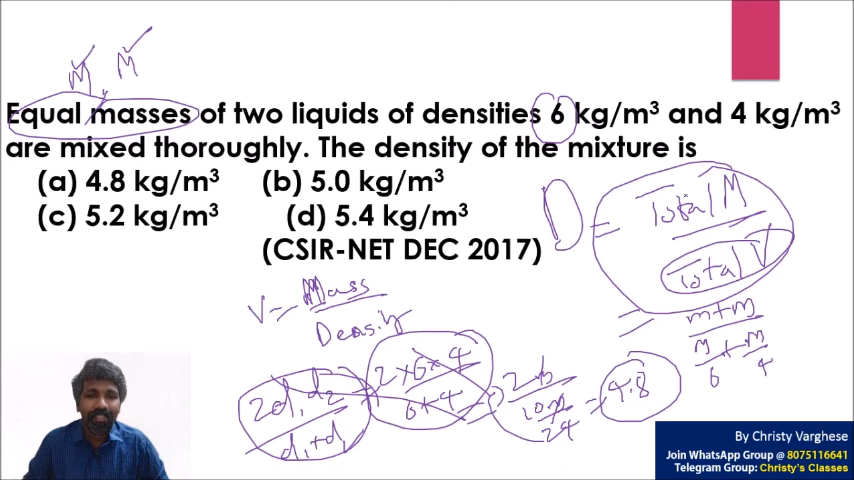 M , M
Equal masses of two liquids of densities 6 kg/m³ and 4 kg/m³
are mixed thoroughly. The density of the mixture is
(a) 4.8 kg/m³ (b) 5.0 kg/m³
(c) 5.2 kg/m³ (d) 5.4 kg/m³
(CSIR-NET DEC 2017)
D = Total M
Total V
= m+m
M/6 + M/4
V = Mass
Density
2d₁d₂
d₁+d₁
= 2×6×4
6+4
10m
24
= 4.8
By Christy Varghese
Join WhatsApp Group @ 8075116641
Telegram Group: Christy's Classes